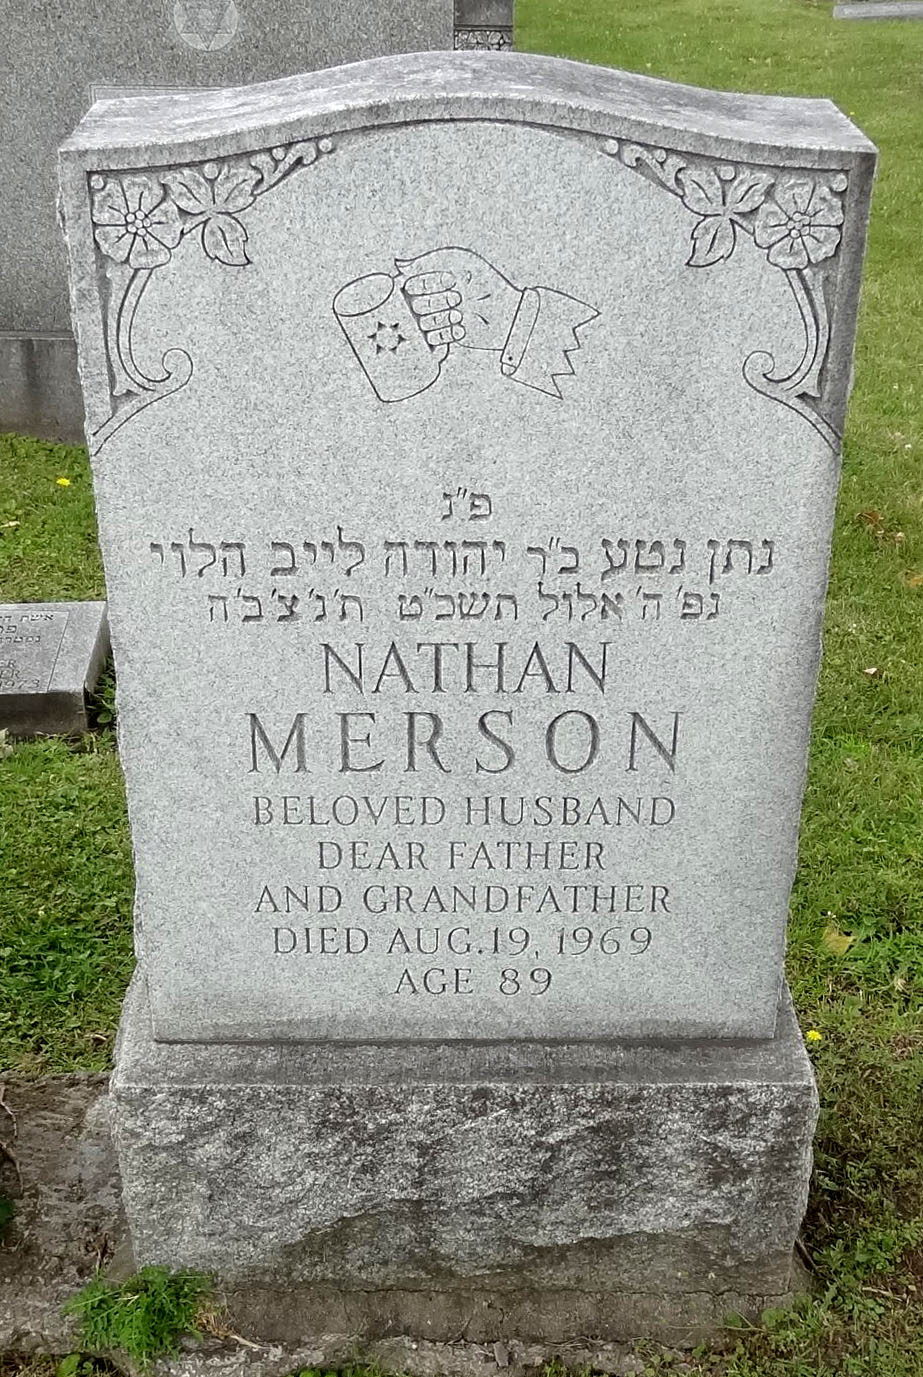 פ״נ
נתן נטע ב״ר יהודה לייב הלוי
נפ׳ ה׳ אלול תשכ״ט ת׳נ׳צ׳ב׳ה
NATHAN
MERSON
BELOVED HUSBAND
DEAR FATHER
AND GRANDFATHER
DIED AUG. 19, 1969
AGE 89